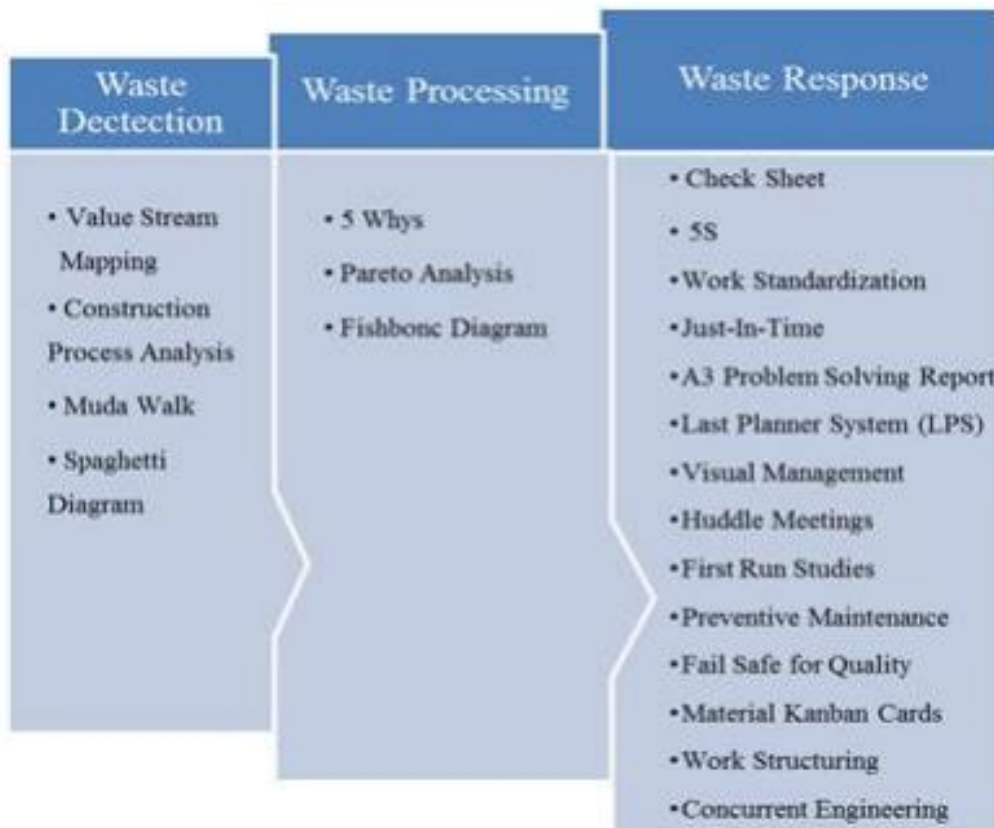 Waste
Dectection
• Value Stream
Mapping
• Construction
Process Analysis
• Muda Walk
• Spaghetti
Diagram
Waste Processing
• 5 Whys
• Pareto Analysis
• Fishbone Diagram
Waste Response
• Check Sheet
• 5S
• Work Standardization
• Just-In-Time
• A3 Problem Solving Report
• Last Planner System (LPS)
• Visual Management
• Huddle Meetings
• First Run Studies
• Preventive Maintenance
• Fail Safe for Quality
• Material Kanban Cards
• Work Structuring
• Concurrent Engineering